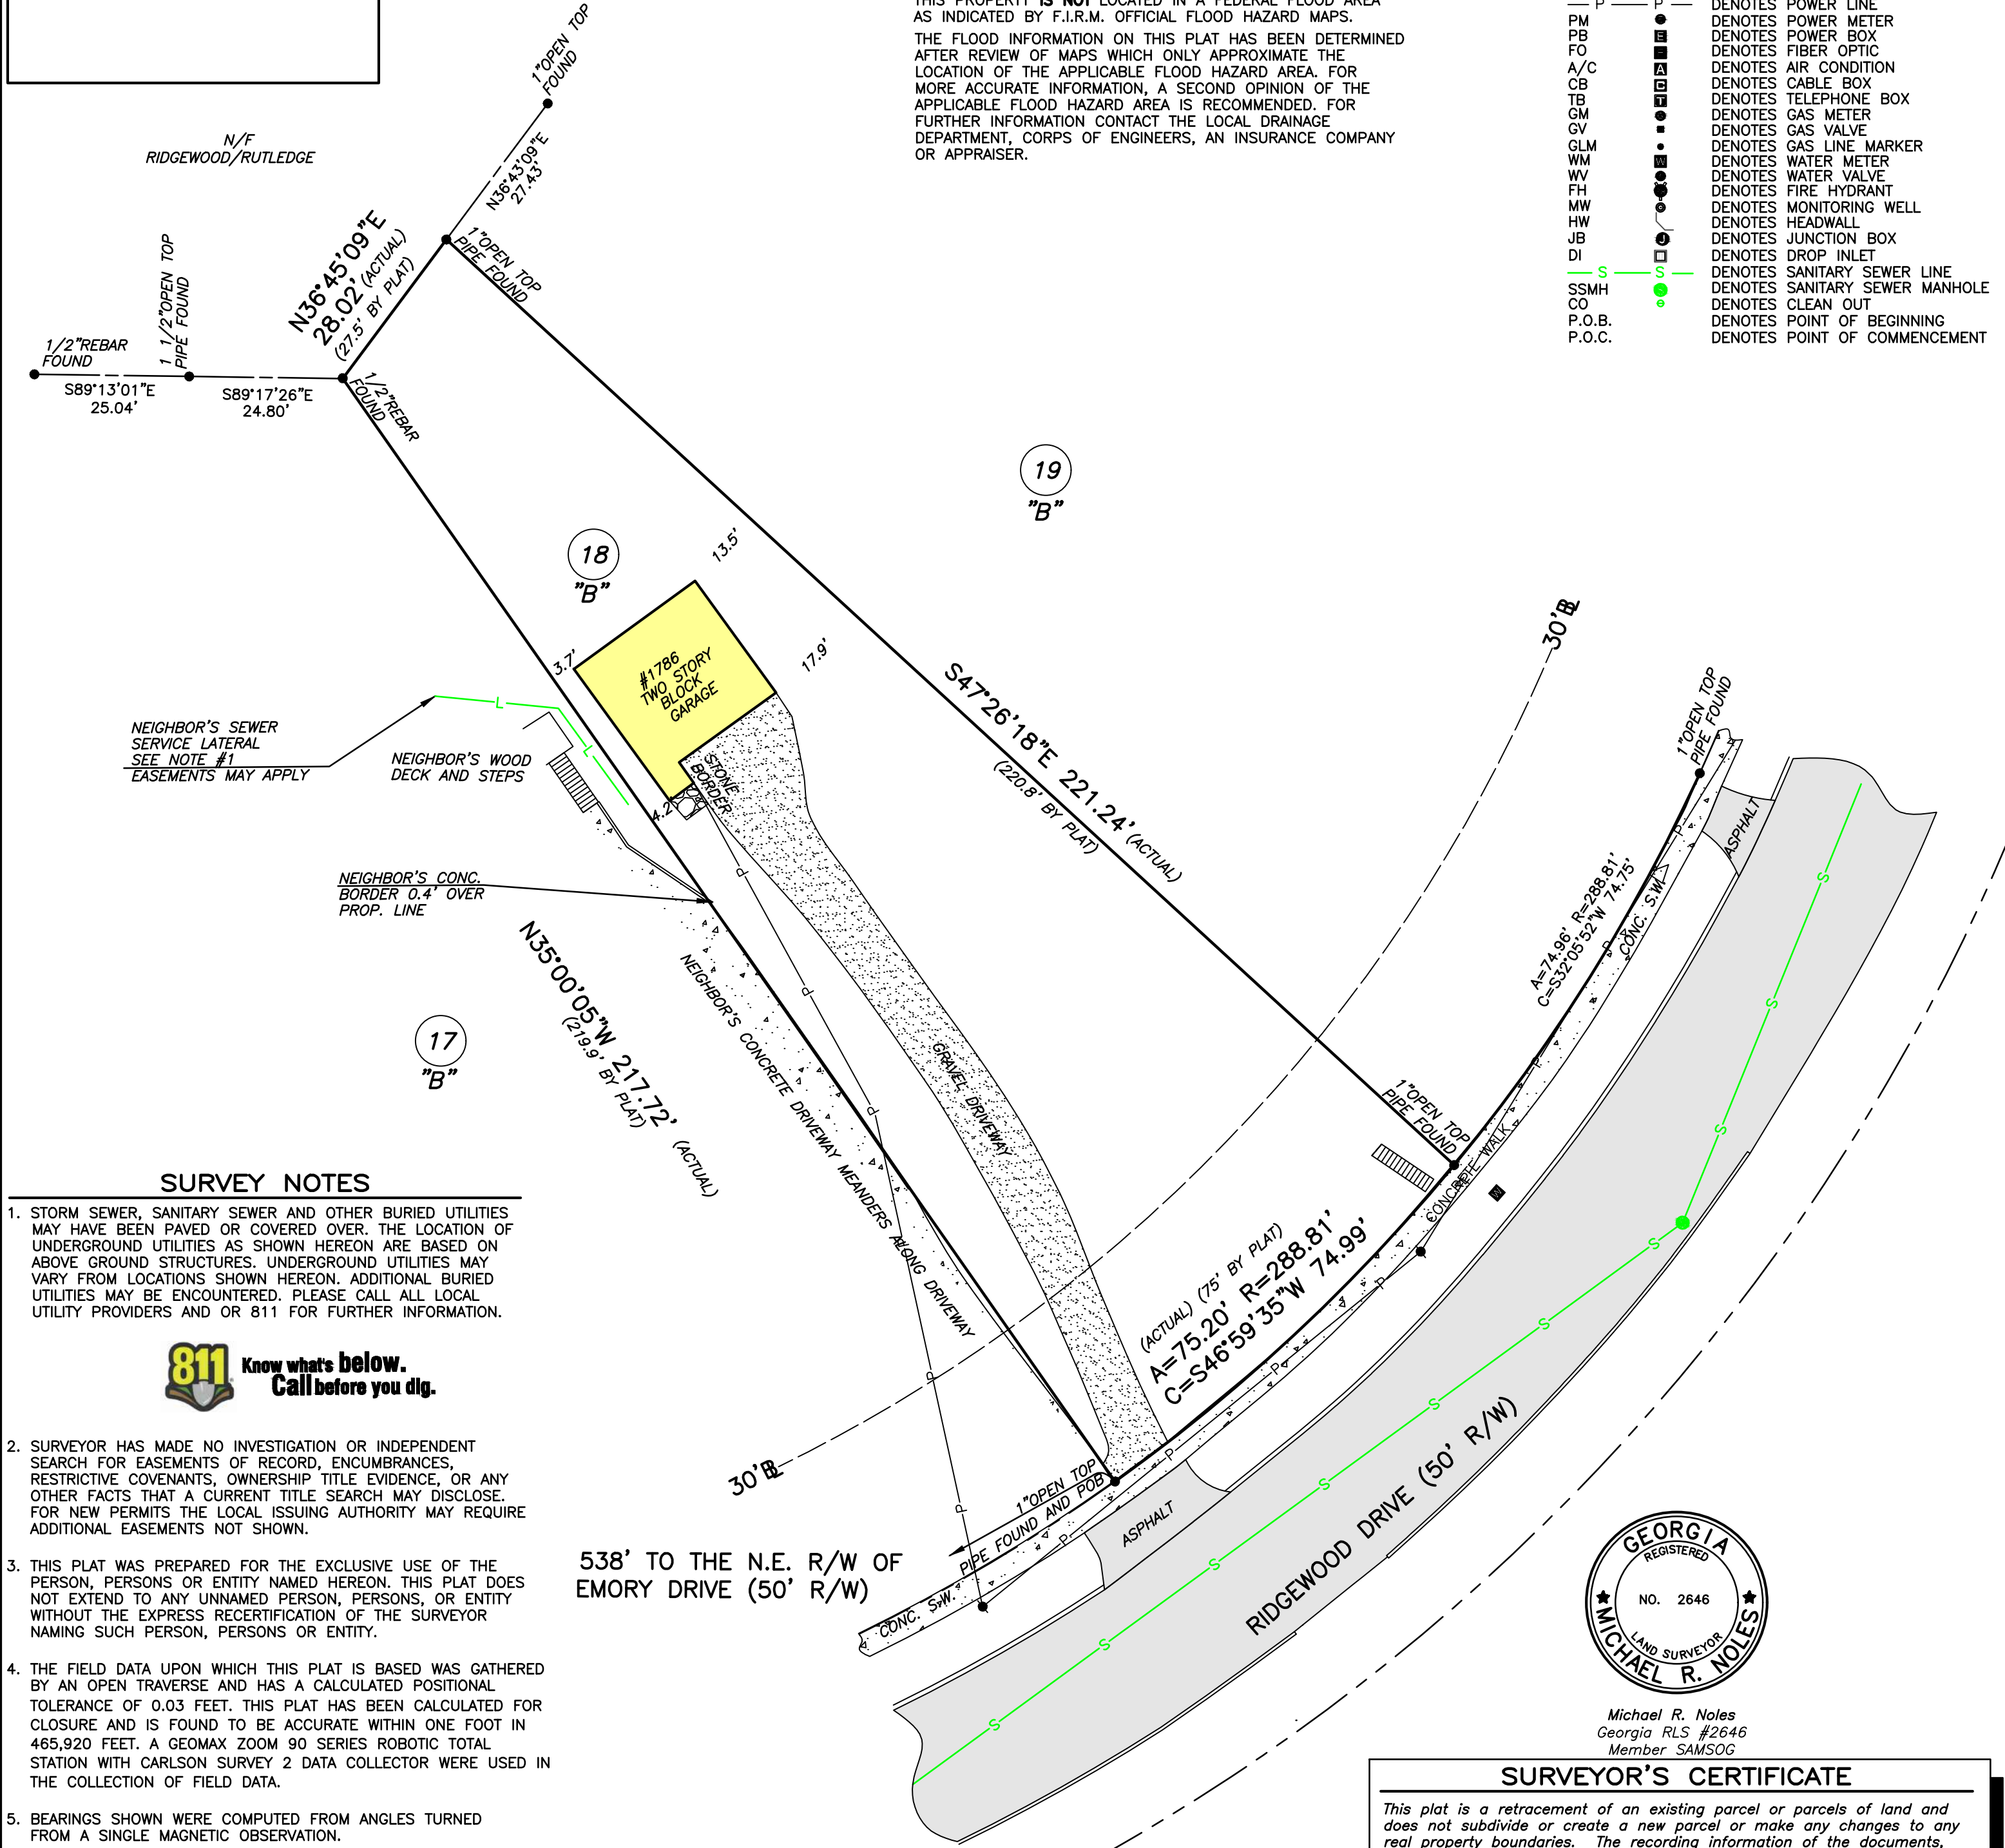 THIS PROPERTY IS NOT LOCATED IN A FEDERAL FLOOD AREA
AS INDICATED BY F.I.R.M. OFFICIAL FLOOD HAZARD MAPS.
THE FLOOD INFORMATION ON THIS PLAT HAS BEEN DETERMINED
AFTER REVIEW OF MAPS WHICH ONLY APPROXIMATE THE
LOCATION OF THE APPLICABLE FLOOD HAZARD AREA. FOR
MORE ACCURATE INFORMATION, A SECOND OPINION OF THE
APPLICABLE FLOOD HAZARD AREA IS RECOMMENDED. FOR
FURTHER INFORMATION CONTACT THE LOCAL DRAINAGE
DEPARTMENT, CORPS OF ENGINEERS, AN INSURANCE COMPANY
OR APPRAISER.
P P DENOTES POWER LINE
PM DENOTES POWER METER
PB E DENOTES POWER BOX
FO DENOTES FIBER OPTIC
A/C A DENOTES AIR CONDITION
CB C DENOTES CABLE BOX
TB T DENOTES TELEPHONE BOX
GM DENOTES GAS METER
GV DENOTES GAS VALVE
GLM DENOTES GAS LINE MARKER
WM W DENOTES WATER METER
WV DENOTES WATER VALVE
FH DENOTES FIRE HYDRANT
MW DENOTES MONITORING WELL
HW DENOTES HEADWALL
JB J DENOTES JUNCTION BOX
DI DENOTES DROP INLET
S S DENOTES SANITARY SEWER LINE
SSMH DENOTES SANITARY SEWER MANHOLE
CO DENOTES CLEAN OUT
P.O.B. DENOTES POINT OF BEGINNING
P.O.C. DENOTES POINT OF COMMENCEMENT
1"OPEN TOP
FOUND
N36°43'09"E
27.43'
N/F
RIDGEWOOD/RUTLEDGE
1"OPEN TOP
PIPE FOUND
N36°45'09"E
28.02' (ACTUAL)
(27.5' BY PLAT)
1 1/2"OPEN TOP
PIPE FOUND
1/2"REBAR
FOUND
S89°13'01"E
25.04'
S89°17'26"E
24.80'
1/2"REBAR
FOUND
19
"B"
18
"B"
13.5'
17.9'
3.7'
4.2'
#1786
TWO STORY
BLOCK
GARAGE
STONE
BORDER
S47°26'18"E 221.24' (ACTUAL)
(220.8' BY PLAT)
30'BL
1"OPEN TOP
PIPE FOUND
ASPHALT
NEIGHBOR'S SEWER
SERVICE LATERAL
SEE NOTE #1
EASEMENTS MAY APPLY
L
L
NEIGHBOR'S WOOD
DECK AND STEPS
NEIGHBOR'S CONC.
BORDER 0.4' OVER
PROP. LINE
N35°00'05"W 217.72' (ACTUAL)
(219.9' BY PLAT)
NEIGHBOR'S CONCRETE DRIVEWAY MEANDERS ALONG DRIVEWAY
GRAVEL DRIVEWAY
17
"B"
A=74.96' R=288.81'
C=S32°05'52"W 74.75'
CONC. S.W.
1"OPEN TOP
PIPE FOUND
CONCRETE WALK
W
(ACTUAL) (75' BY PLAT)
A=75.20' R=288.81'
C=S46°59'35"W 74.99'
30'BL
1"OPEN TOP
PIPE FOUND AND POB
ASPHALT
CONC. S.W.
538' TO THE N.E. R/W OF
EMORY DRIVE (50' R/W)
RIDGEWOOD DRIVE (50' R/W)
SURVEY NOTES
1. STORM SEWER, SANITARY SEWER AND OTHER BURIED UTILITIES
MAY HAVE BEEN PAVED OR COVERED OVER. THE LOCATION OF
UNDERGROUND UTILITIES AS SHOWN HEREON ARE BASED ON
ABOVE GROUND STRUCTURES. UNDERGROUND UTILITIES MAY
VARY FROM LOCATIONS SHOWN HEREON. ADDITIONAL BURIED
UTILITIES MAY BE ENCOUNTERED. PLEASE CALL ALL LOCAL
UTILITY PROVIDERS AND OR 811 FOR FURTHER INFORMATION.
811 Know what's below.
Call before you dig.
2. SURVEYOR HAS MADE NO INVESTIGATION OR INDEPENDENT
SEARCH FOR EASEMENTS OF RECORD, ENCUMBRANCES,
RESTRICTIVE COVENANTS, OWNERSHIP TITLE EVIDENCE, OR ANY
OTHER FACTS THAT A CURRENT TITLE SEARCH MAY DISCLOSE.
FOR NEW PERMITS THE LOCAL ISSUING AUTHORITY MAY REQUIRE
ADDITIONAL EASEMENTS NOT SHOWN.
3. THIS PLAT WAS PREPARED FOR THE EXCLUSIVE USE OF THE
PERSON, PERSONS OR ENTITY NAMED HEREON. THIS PLAT DOES
NOT EXTEND TO ANY UNNAMED PERSON, PERSONS, OR ENTITY
WITHOUT THE EXPRESS RECERTIFICATION OF THE SURVEYOR
NAMING SUCH PERSON, PERSONS OR ENTITY.
4. THE FIELD DATA UPON WHICH THIS PLAT IS BASED WAS GATHERED
BY AN OPEN TRAVERSE AND HAS A CALCULATED POSITIONAL
TOLERANCE OF 0.03 FEET. THIS PLAT HAS BEEN CALCULATED FOR
CLOSURE AND IS FOUND TO BE ACCURATE WITHIN ONE FOOT IN
465,920 FEET. A GEOMAX ZOOM 90 SERIES ROBOTIC TOTAL
STATION WITH CARLSON SURVEY 2 DATA COLLECTOR WERE USED IN
THE COLLECTION OF FIELD DATA.
5. BEARINGS SHOWN WERE COMPUTED FROM ANGLES TURNED
FROM A SINGLE MAGNETIC OBSERVATION.
GEORGIA
REGISTERED
NO. 2646
LAND SURVEYOR
MICHAEL R. NOLES
Michael R. Noles
Georgia RLS #2646
Member SAMSOG
SURVEYOR'S CERTIFICATE
This plat is a retracement of an existing parcel or parcels of land and
does not subdivide or create a new parcel or make any changes to any
real property boundaries. The recording information of the documents,